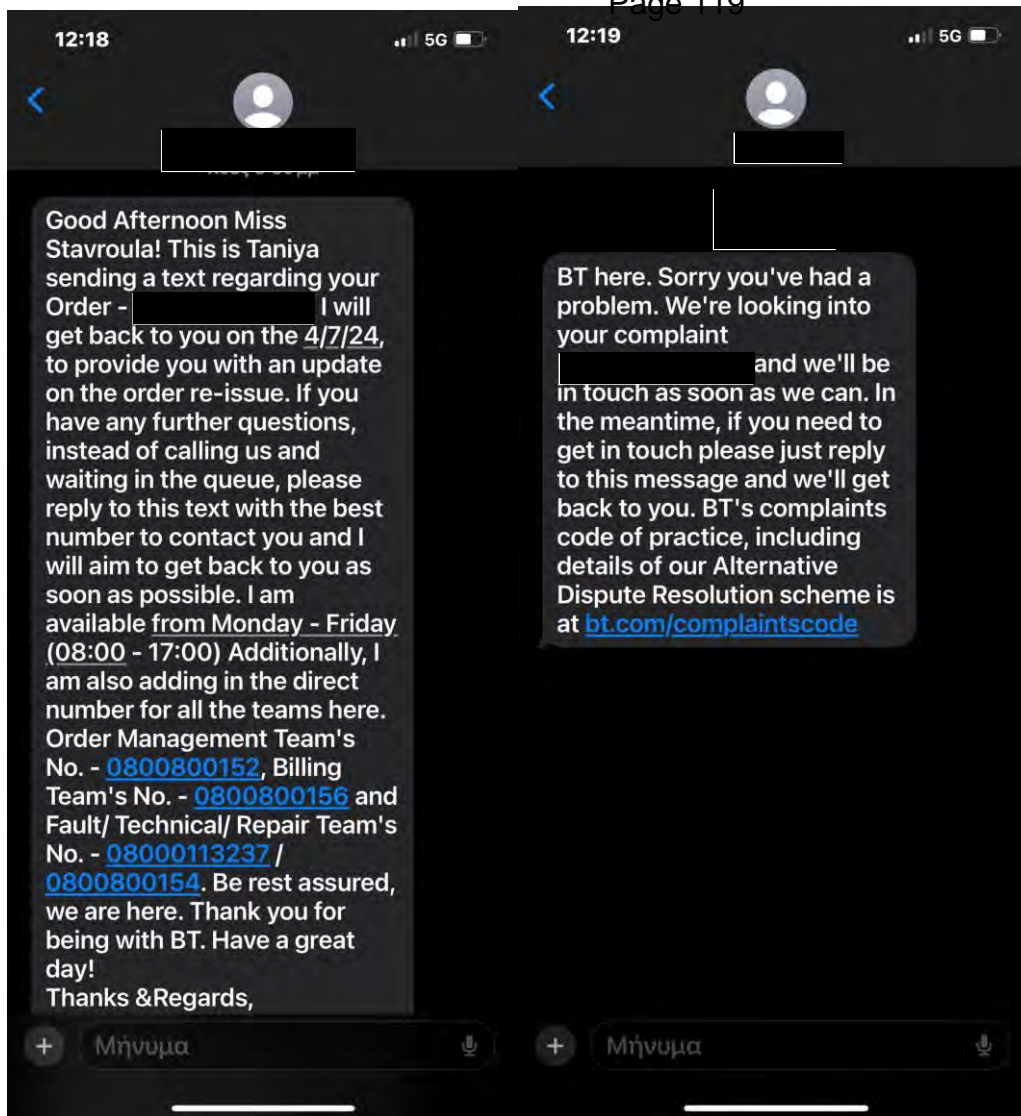 Page 119
12:18
5G
Good Afternoon Miss
Stavroula! This is Taniya
sending a text regarding your
Order - I will
get back to you on the 4/7/24,
to provide you with an update
on the order re-issue. If you
have any further questions,
instead of calling us and
waiting in the queue, please
reply to this text with the best
number to contact you and I
will aim to get back to you as
soon as possible. I am
available from Monday - Friday
(08:00 - 17:00) Additionally, I
am also adding in the direct
number for all the teams here.
Order Management Team's
No. - 0800800152, Billing
Team's No. - 0800800156 and
Fault/ Technical/ Repair Team's
No. - 08000113237 /
0800800154. Be rest assured,
we are here. Thank you for
being with BT. Have a great
day!
Thanks &Regards,
Μήνυμα
12:19
5G
BT here. Sorry you've had a
problem. We're looking into
your complaint
and we'll be
in touch as soon as we can. In
the meantime, if you need to
get in touch please just reply
to this message and we'll get
back to you. BT's complaints
code of practice, including
details of our Alternative
Dispute Resolution scheme is
at bt.com/complaintscode
Μήνυμα